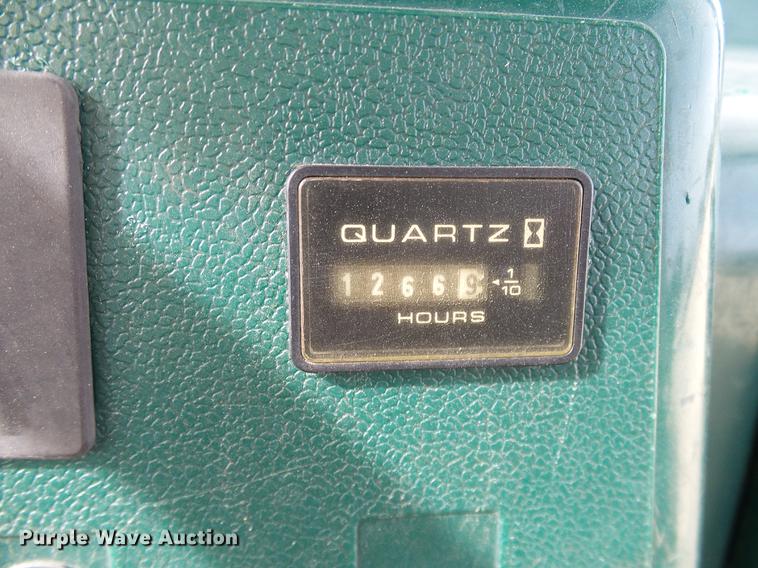 QUARTZ
12669 1/10
HOURS
Purple Wave Auction